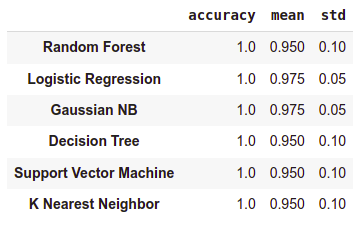 accuracy mean std
Random Forest 1.0 0.950 0.10
Logistic Regression 1.0 0.975 0.05
Gaussian NB 1.0 0.975 0.05
Decision Tree 1.0 0.950 0.10
Support Vector Machine 1.0 0.950 0.10
K Nearest Neighbor 1.0 0.950 0.10